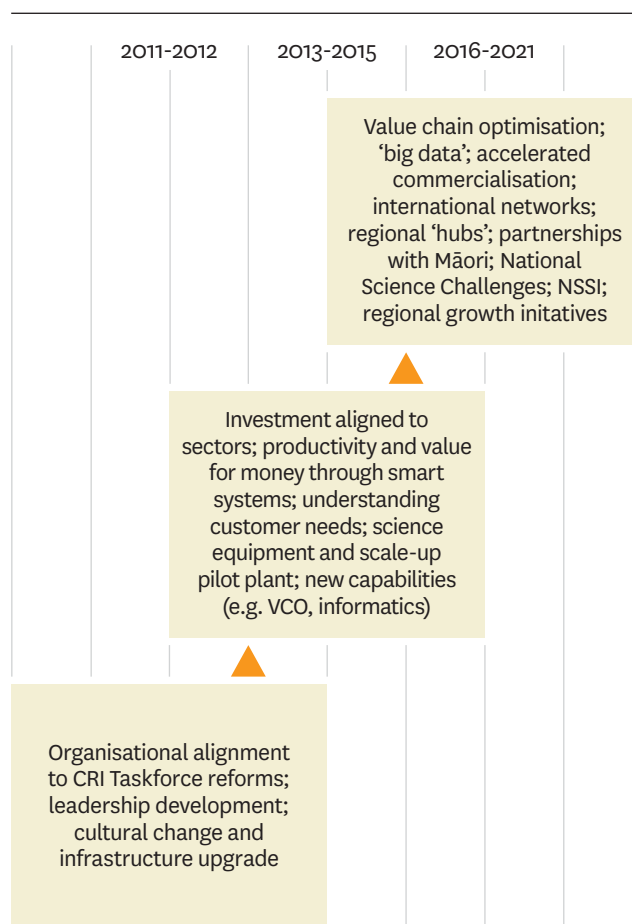 2011-2012 2013-2015 2016-2021
Value chain optimisation;
‘big data’; accelerated
commercialisation;
international networks;
regional ‘hubs’; partnerships
with Māori; National
Science Challenges; NSSI;
regional growth initatives
Investment aligned to
sectors; productivity and value
for money through smart
systems; understanding
customer needs; science
equipment and scale-up
pilot plant; new capabilities
(e.g. VCO, informatics)
Organisational alignment
to CRI Taskforce reforms;
leadership development;
cultural change and
infrastructure upgrade